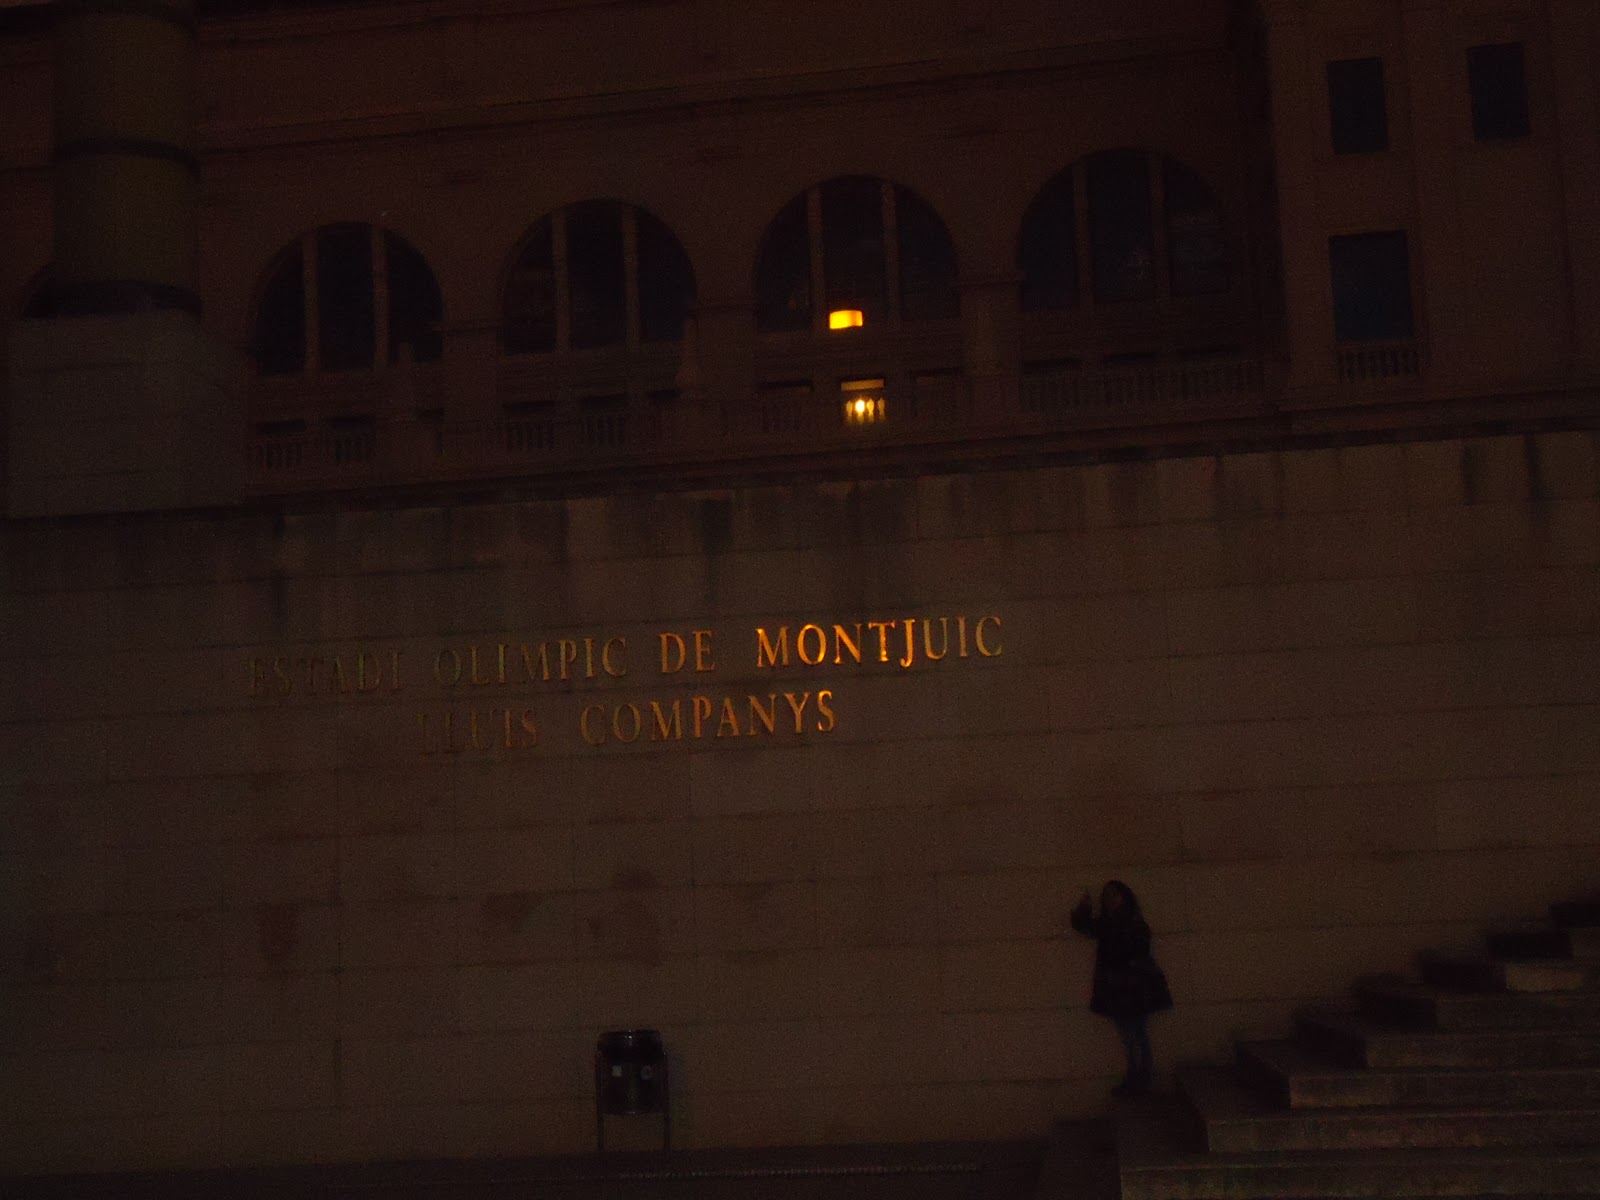 ESTADI OLIMPIC DE MONTJUIC
LLUIS COMPANYS